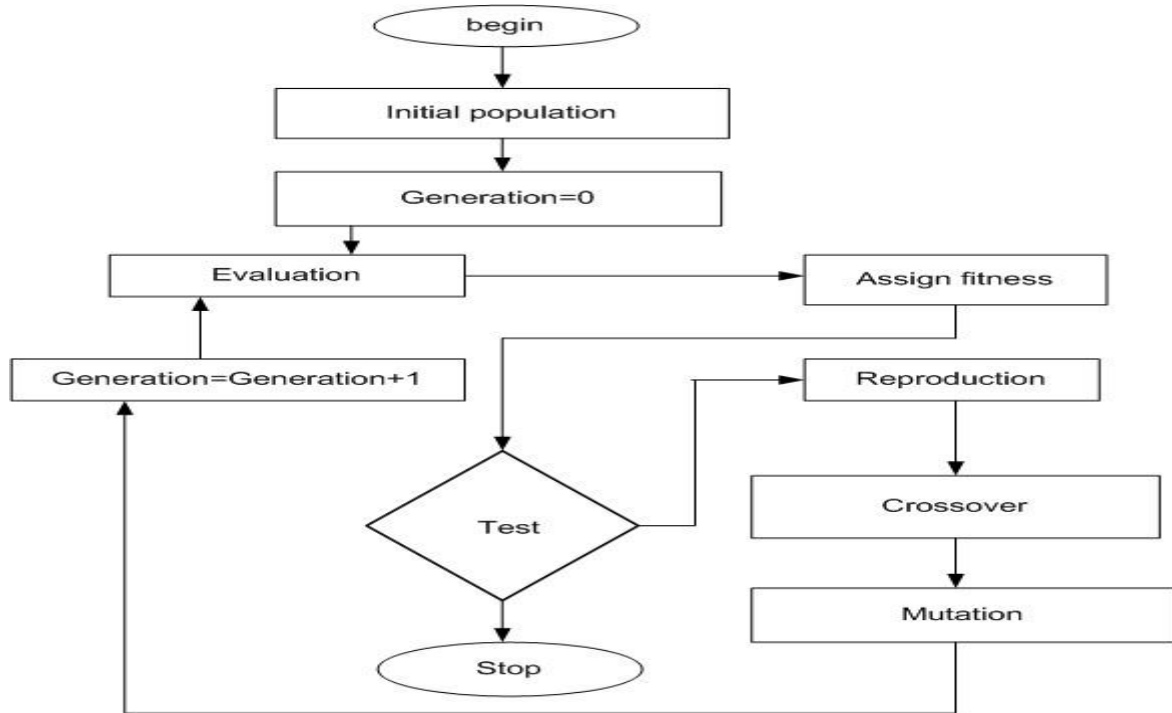 begin
Initial population
Generation=0
Evaluation
Assign fitness
Generation=Generation+1
Reproduction
Crossover
Test
Mutation
Stop